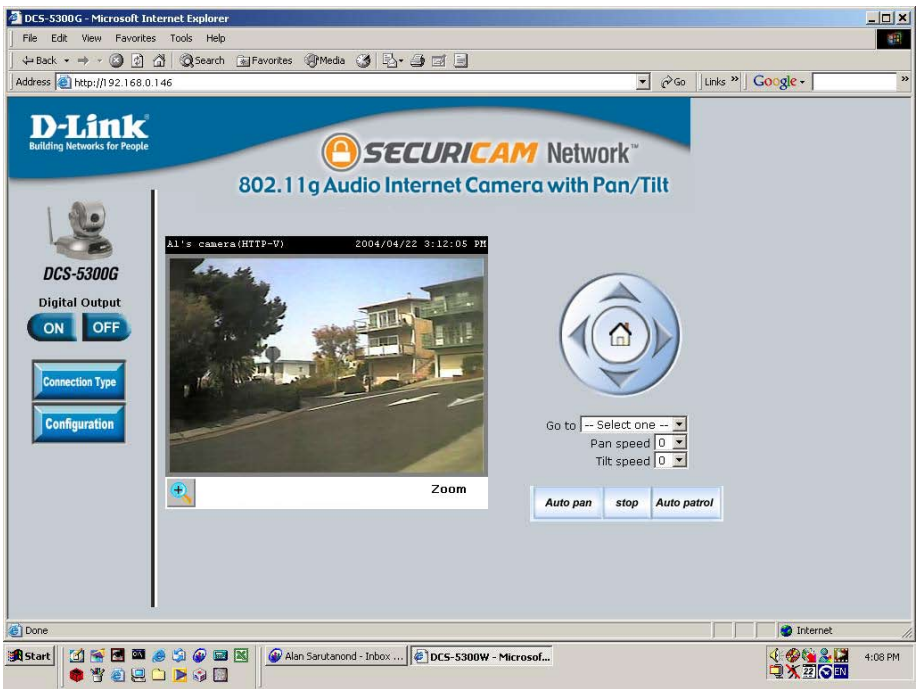 DCS-5300G - Microsoft Internet Explorer
File Edit View Favorites Tools Help
Back Search Favorites Media
Address http://192.168.0.146 Go Links » Google »
D-Link®
Building Networks for People
SECURICAM Network™
802.11g Audio Internet Camera with Pan/Tilt
DCS-5300G
Digital Output
ON OFF
Connection Type
Configuration
Al's camera(HTTP-V) 2004/04/22 3:12:05 PM
Zoom
Go to -- Select one --
Pan speed 0
Tilt speed 0
Auto pan stop Auto patrol
Done Internet
Start Alan Sarutanond - Inbox ... DCS-5300W - Microsof... 22 EN 4:08 PM